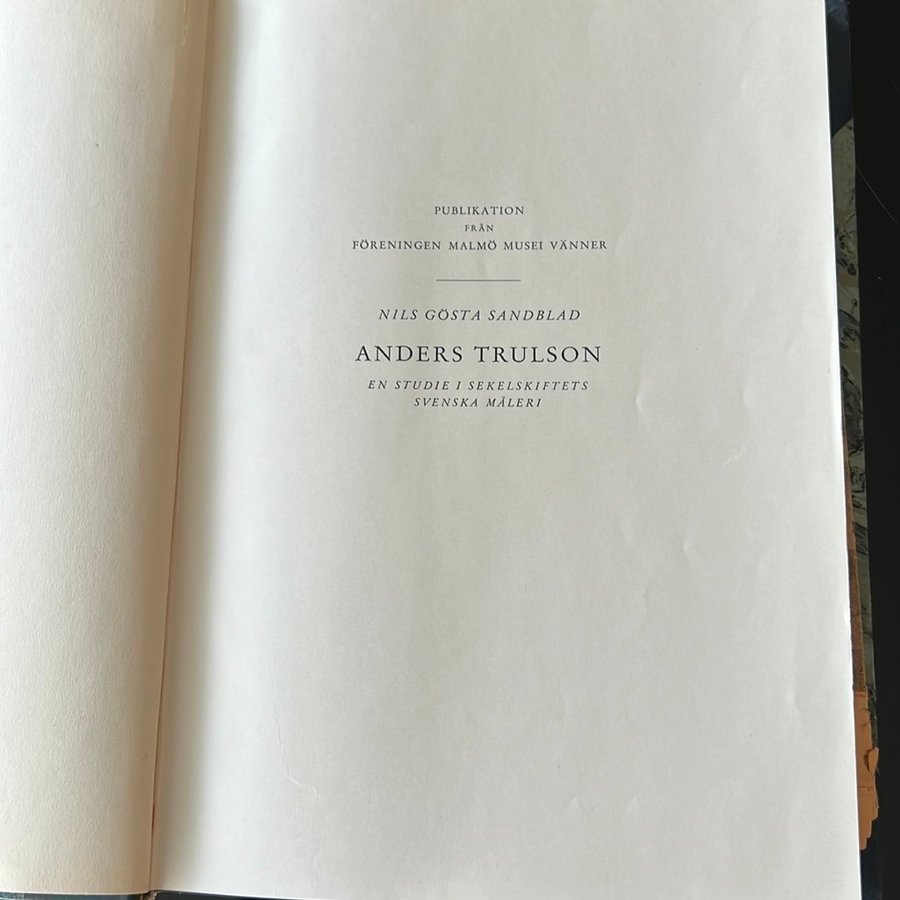 PUBLIKATION
FRÅN
FÖRENINGEN MALMÖ MUSEI VÄNNER
NILS GÖSTA SANDBLAD
ANDERS TRULSON
EN STUDIE I SEKELSKIFTETS
SVENSKA MÅLERI